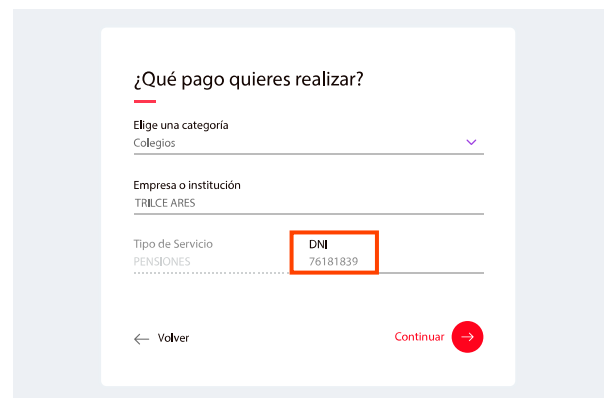 ¿Qué pago quieres realizar?
Elige una categoría
Colegios
Empresa o institución
TRILCE ARES
Tipo de Servicio
DNI
PENSIONES
76181839
Volver
Continuar